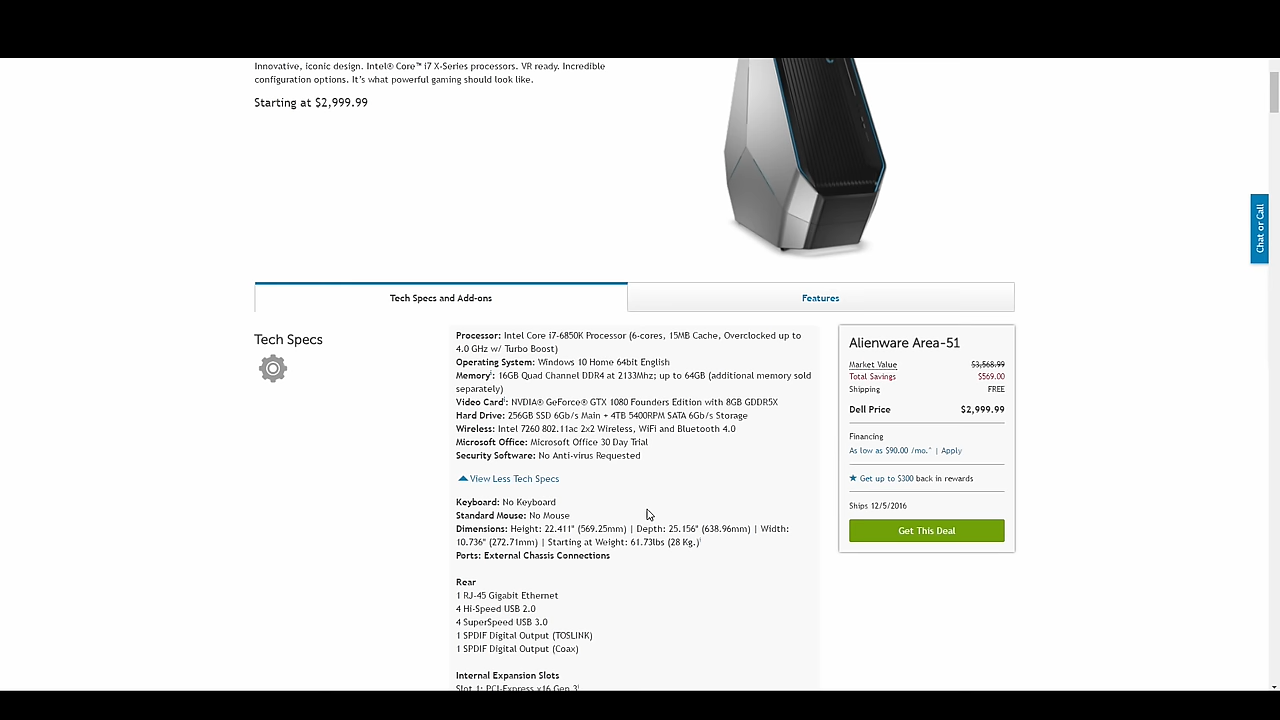 Innovative, iconic design. Intel® Core™ i7 X-Series processors. VR ready. Incredible
configuration options. It's what powerful gaming should look like.
Starting at $2,999.99
Chat or Call
Tech Specs and Add-ons
Features
Tech Specs
Processor: Intel Core i7-6850K Processor (6-cores, 15MB Cache, Overclocked up to
4.0 GHz w/ Turbo Boost)
Operating System: Windows 10 Home 64bit English
Memory‡: 16GB Quad Channel DDR4 at 2133Mhz; up to 64GB (additional memory sold
separately)
Video Card‡: NVIDIA® GeForce® GTX 1080 Founders Edition with 8GB GDDR5X
Hard Drive: 256GB SSD 6Gb/s Main + 4TB 5400RPM SATA 6Gb/s Storage
Wireless: Intel 7260 802.11ac 2x2 Wireless, WiFi and Bluetooth 4.0
Microsoft Office: Microsoft Office 30 Day Trial
Security Software: No Anti-virus Requested
View Less Tech Specs
Keyboard: No Keyboard
Standard Mouse: No Mouse
Dimensions: Height: 22.411" (569.25mm) | Depth: 25.156" (638.96mm) | Width:
10.736" (272.71mm) | Starting at Weight: 61.73lbs (28 Kg.)
Ports: External Chassis Connections
Rear
1 RJ-45 Gigabit Ethernet
4 Hi-Speed USB 2.0
4 SuperSpeed USB 3.0
1 SPDIF Digital Output (TOSLINK)
1 SPDIF Digital Output (Coax)
Internal Expansion Slots
Slot 1: PCI-Express x16 Gen 3
Alienware Area-51
Market Value $3,568.99
Total Savings $569.00
Shipping FREE
Dell Price $2,999.99
Financing
As low as $90.00 /mo.^ | Apply
Get up to $300 back in rewards
Ships 12/5/2016
Get This Deal